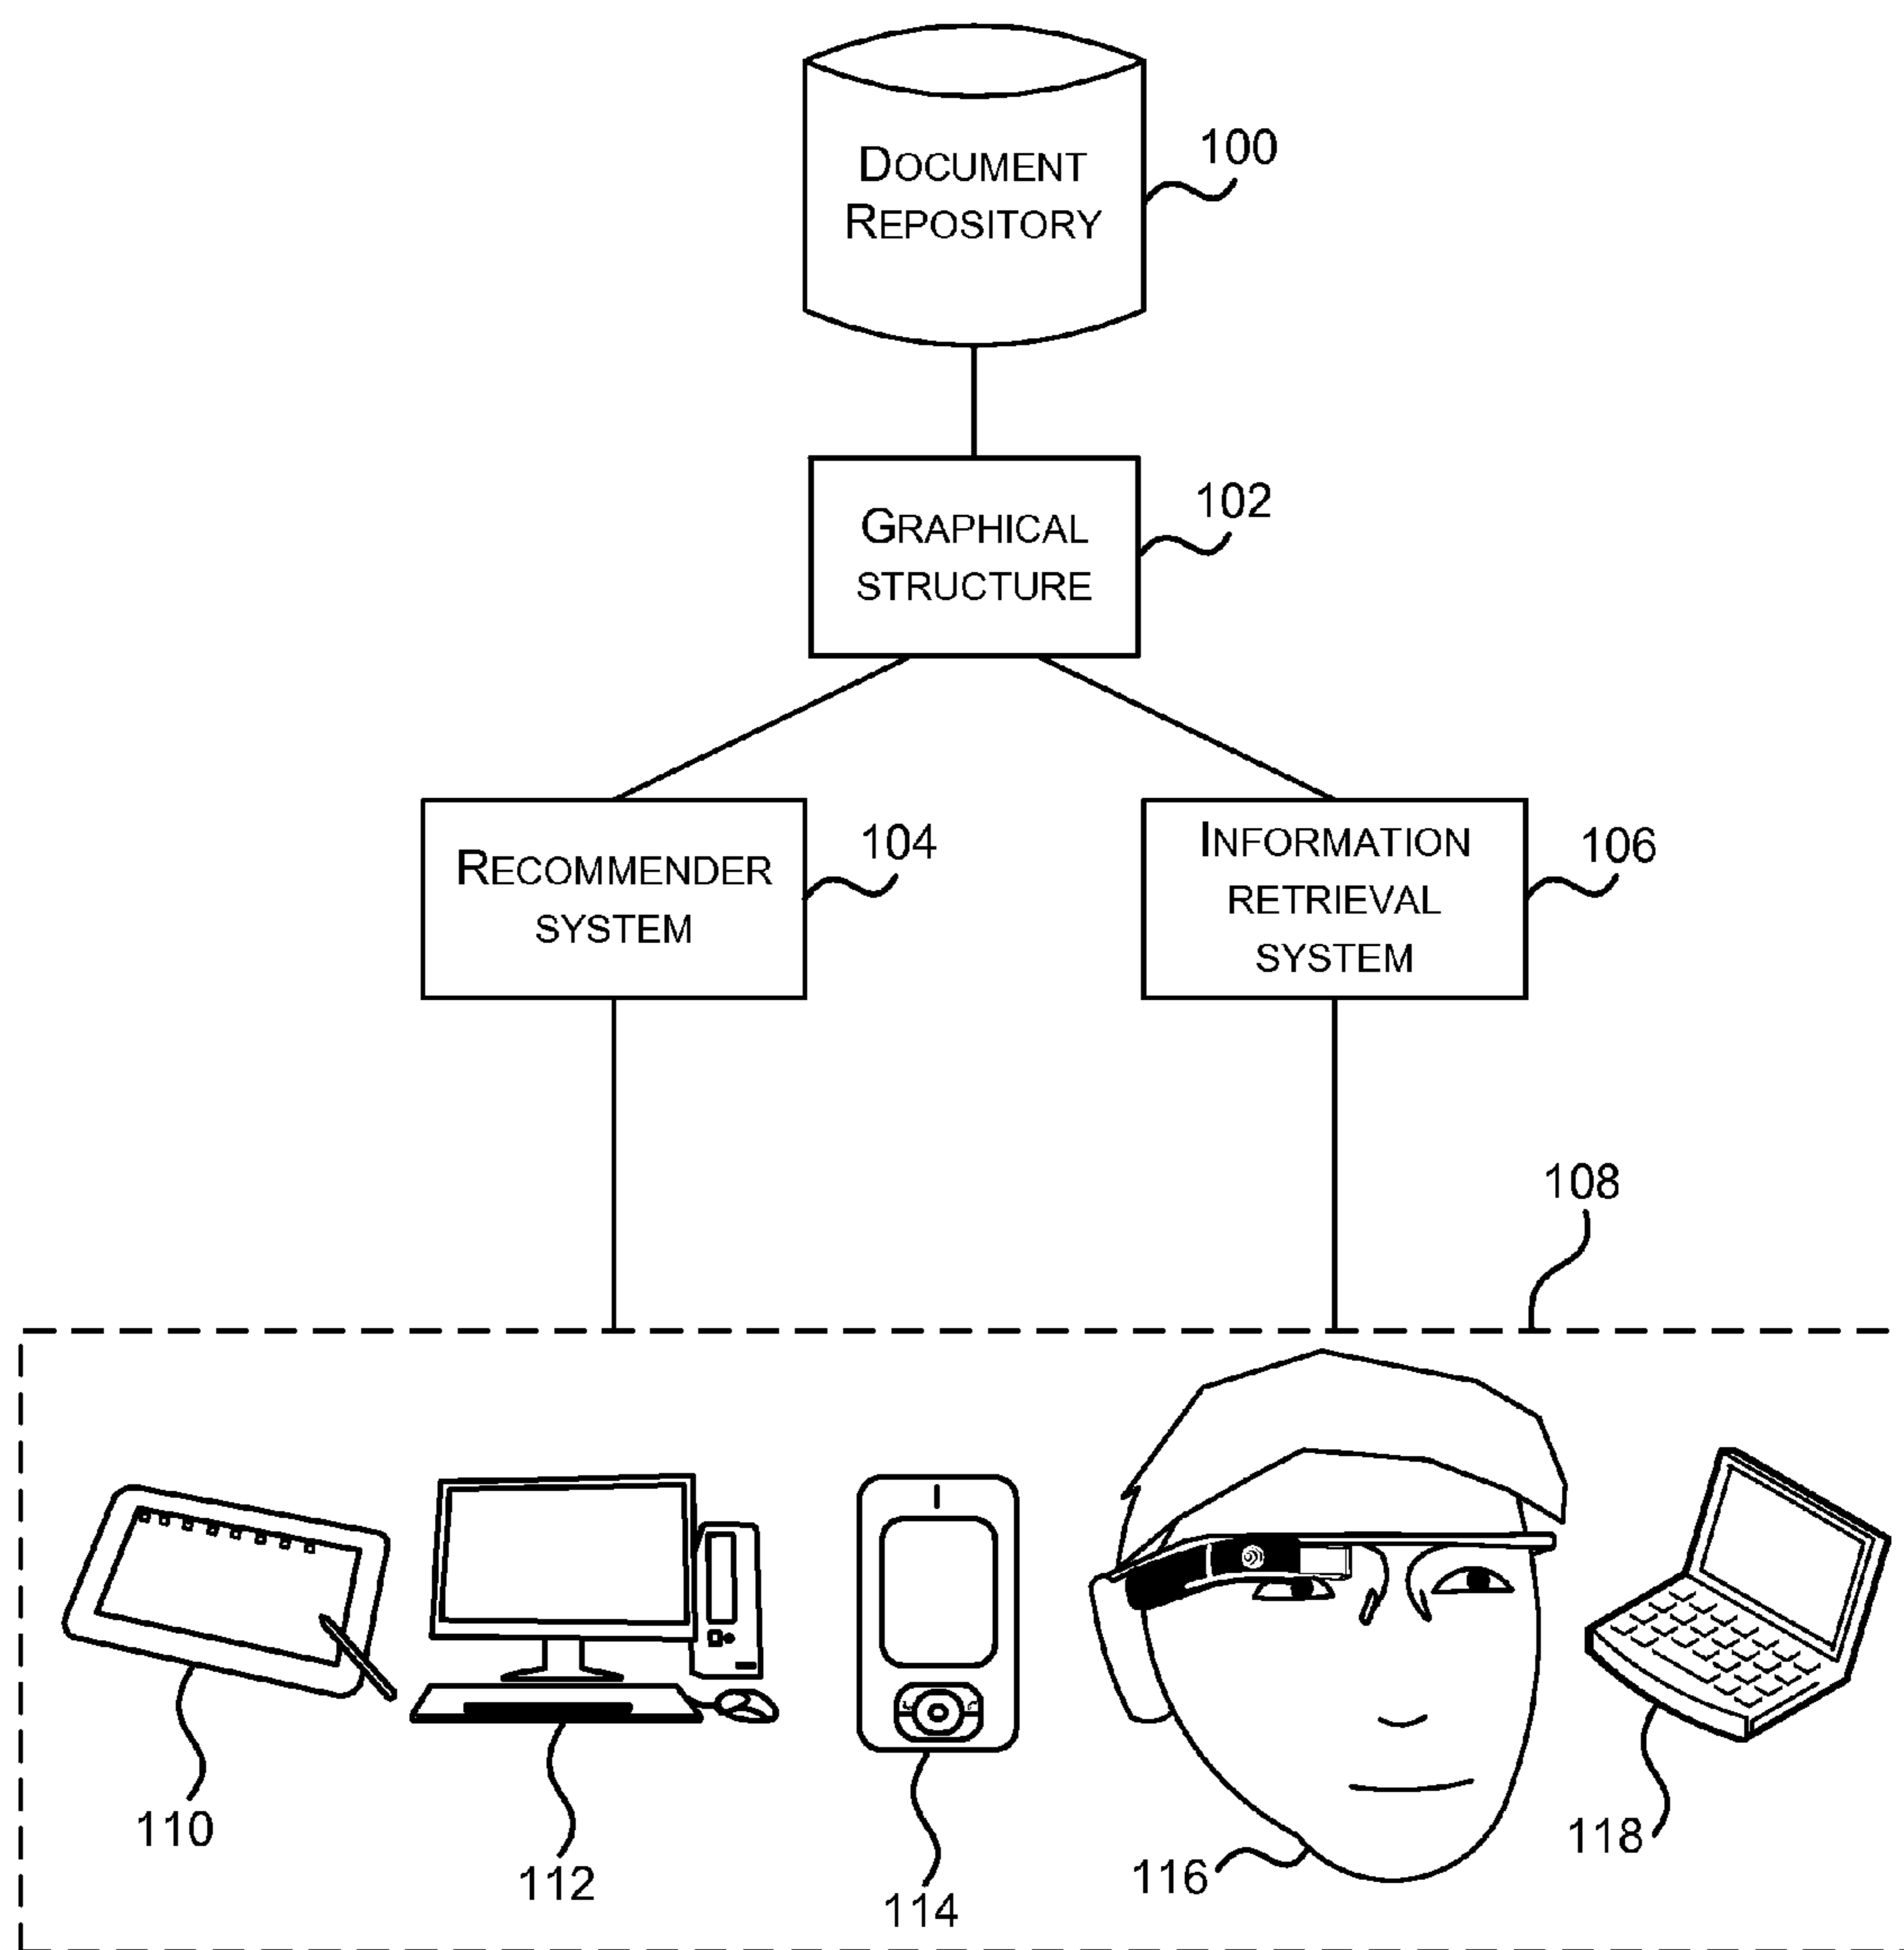 DOCUMENT
REPOSITORY
100
GRAPHICAL
STRUCTURE
102
RECOMMENDER
SYSTEM
104
INFORMATION
RETRIEVAL
SYSTEM
106
108
110
112
114
116
118